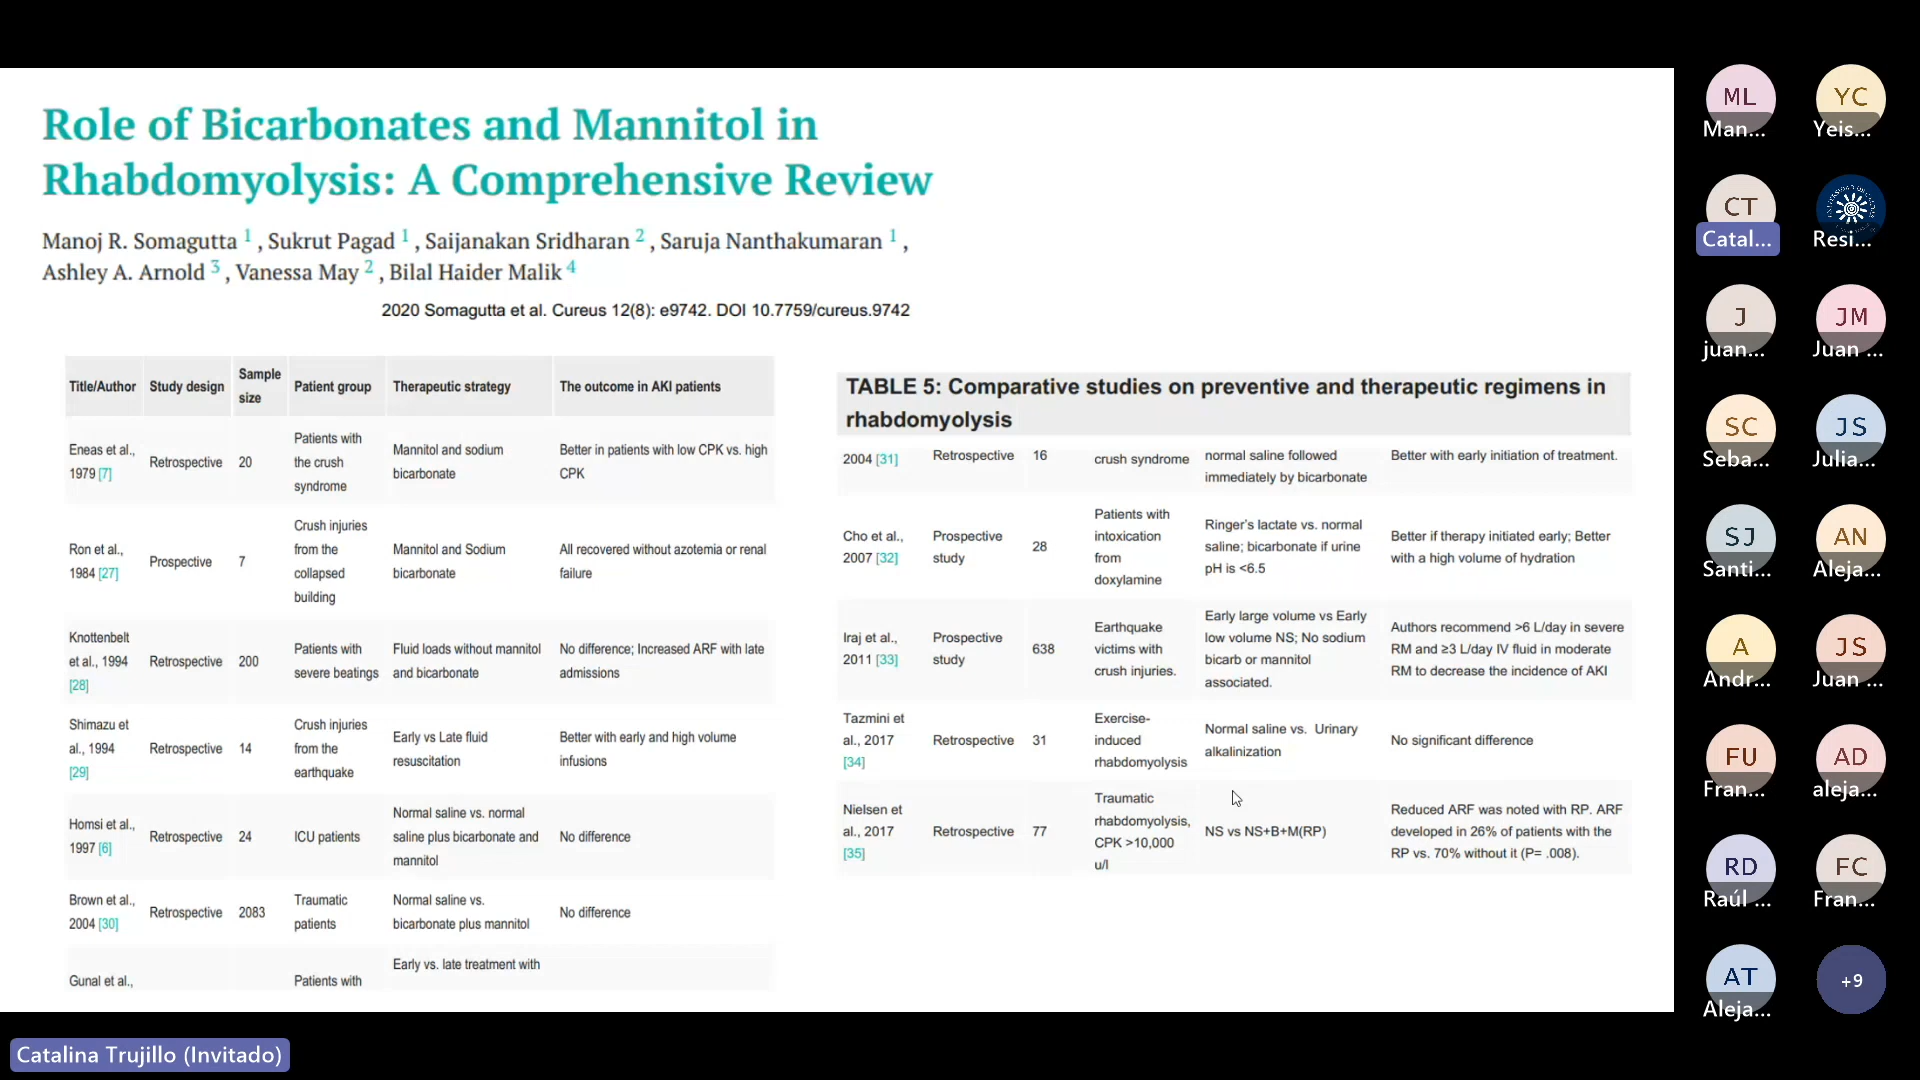 Role of Bicarbonates and Mannitol in
Rhabdomyolysis: A Comprehensive Review
Manoj R. Somagutta 1 , Sukrut Pagad 1 , Saijanakan Sridharan 2 , Saruja Nanthakumaran 1 ,
Ashley A. Arnold 3 , Vanessa May 2 , Bilal Haider Malik 4
2020 Somagutta et al. Cureus 12(8): e9742. DOI 10.7759/cureus.9742
Title/Author Study design Sample size Patient group Therapeutic strategy The outcome in AKI patients
Eneas et al., 1979 [7] Retrospective 20 Patients with the crush syndrome Mannitol and sodium bicarbonate Better in patients with low CPK vs. high CPK
Ron et al., 1984 [27] Prospective 7 Crush injuries from the collapsed building Mannitol and Sodium bicarbonate All recovered without azotemia or renal failure
Knottenbelt et al., 1994 [28] Retrospective 200 Patients with severe beatings Fluid loads without mannitol and bicarbonate No difference; Increased ARF with late admissions
Shimazu et al., 1994 [29] Retrospective 14 Crush injuries from the earthquake Early vs Late fluid resuscitation Better with early and high volume infusions
Homsi et al., 1997 [6] Retrospective 24 ICU patients Normal saline vs. normal saline plus bicarbonate and mannitol No difference
Brown et al., 2004 [30] Retrospective 2083 Traumatic patients Normal saline vs. bicarbonate plus mannitol No difference
Gunal et al., Patients with Early vs. late treatment with
TABLE 5: Comparative studies on preventive and therapeutic regimens in
rhabdomyolysis
2004 [31] Retrospective 16 crush syndrome normal saline followed immediately by bicarbonate Better with early initiation of treatment.
Cho et al., 2007 [32] Prospective study 28 Patients with intoxication from doxylamine Ringer's lactate vs. normal saline; bicarbonate if urine pH is <6.5 Better if therapy initiated early; Better with a high volume of hydration
Iraj et al., 2011 [33] Prospective study 638 Earthquake victims with crush injuries. Early large volume vs Early low volume NS; No sodium bicarb or mannitol associated. Authors recommend >6 L/day in severe RM and ≥3 L/day IV fluid in moderate RM to decrease the incidence of AKI
Tazmini et al., 2017 [34] Retrospective 31 Exercise-induced rhabdomyolysis Normal saline vs. Urinary alkalinization No significant difference
Nielsen et al., 2017 [35] Retrospective 77 Traumatic rhabdomyolysis, CPK >10,000 u/l NS vs NS+B+M(RP) Reduced ARF was noted with RP. ARF developed in 26% of patients with the RP vs. 70% without it (P= .008).
ML YC
Man... Yeis...
CT
Catal... Resi...
J JM
juan... Juan ...
SC JS
Seba... Julia...
SJ AN
Santi... Aleja...
A JS
Andr... Juan ...
FU AD
Fran... aleja...
RD FC
Raúl ... Fran...
AT +9
Aleja...
Catalina Trujillo (Invitado)